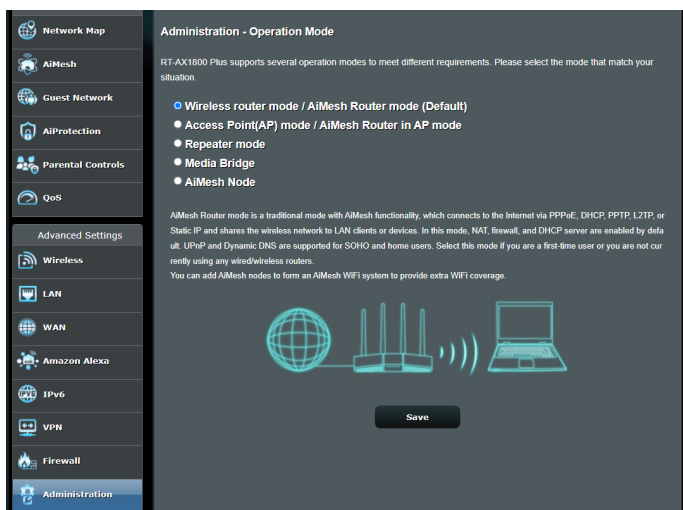 Network Map
AiMesh
Guest Network
AiProtection
Parental Controls
QoS
Advanced Settings
Wireless
LAN
WAN
Amazon Alexa
IPv6
VPN
Firewall
Administration
Administration - Operation Mode
RT-AX1800 Plus supports several operation modes to meet different requirements. Please select the mode that match your
situation.
Wireless router mode / AiMesh Router mode (Default)
Access Point(AP) mode / AiMesh Router in AP mode
Repeater mode
Media Bridge
AiMesh Node
AiMesh Router mode is a traditional mode with AiMesh functionality, which connects to the Internet via PPPoE, DHCP, PPTP, L2TP, or
Static IP and shares the wireless network to LAN clients or devices. In this mode, NAT, firewall, and DHCP server are enabled by defa
ult. UPnP and Dynamic DNS are supported for SOHO and home users. Select this mode if you are a first-time user or you are not cur
rently using any wired/wireless routers.
You can add AiMesh nodes to form an AiMesh WiFi system to provide extra WiFi coverage.
Save